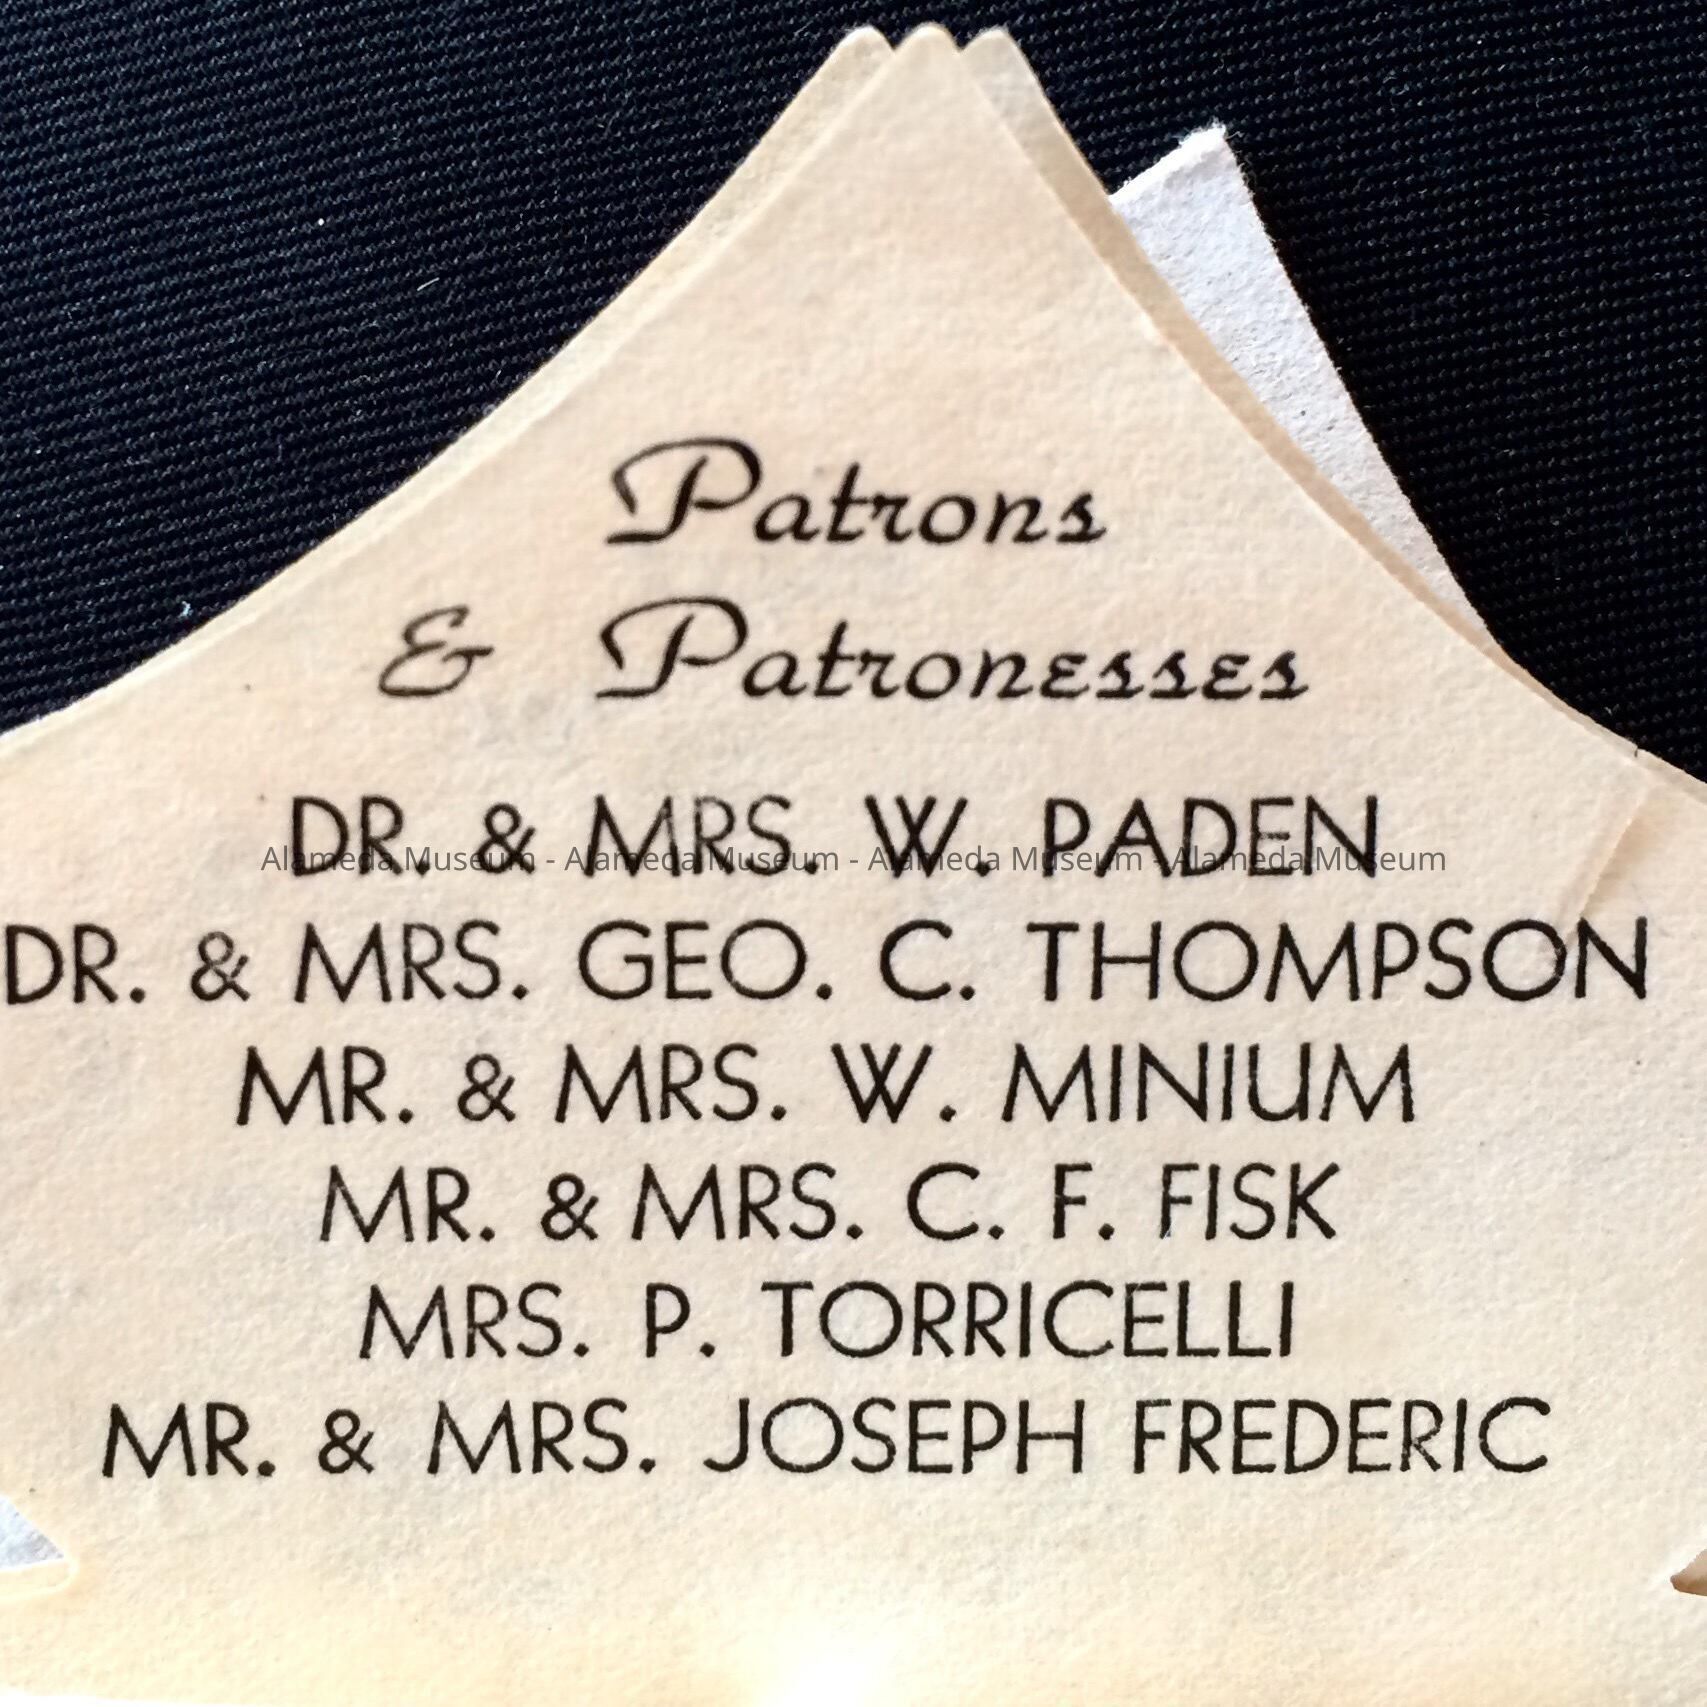 Patrons
& Patronesses
DR. & MRS. W. PADEN
Alameda Museum - Alameda Museum - Alameda Museum - Alameda Museum
DR. & MRS. GEO. C. THOMPSON
MR. & MRS. W. MINIUM
MR. & MRS. C. F. FISK
MRS. P. TORRICELLI
MR. & MRS. JOSEPH FREDERIC